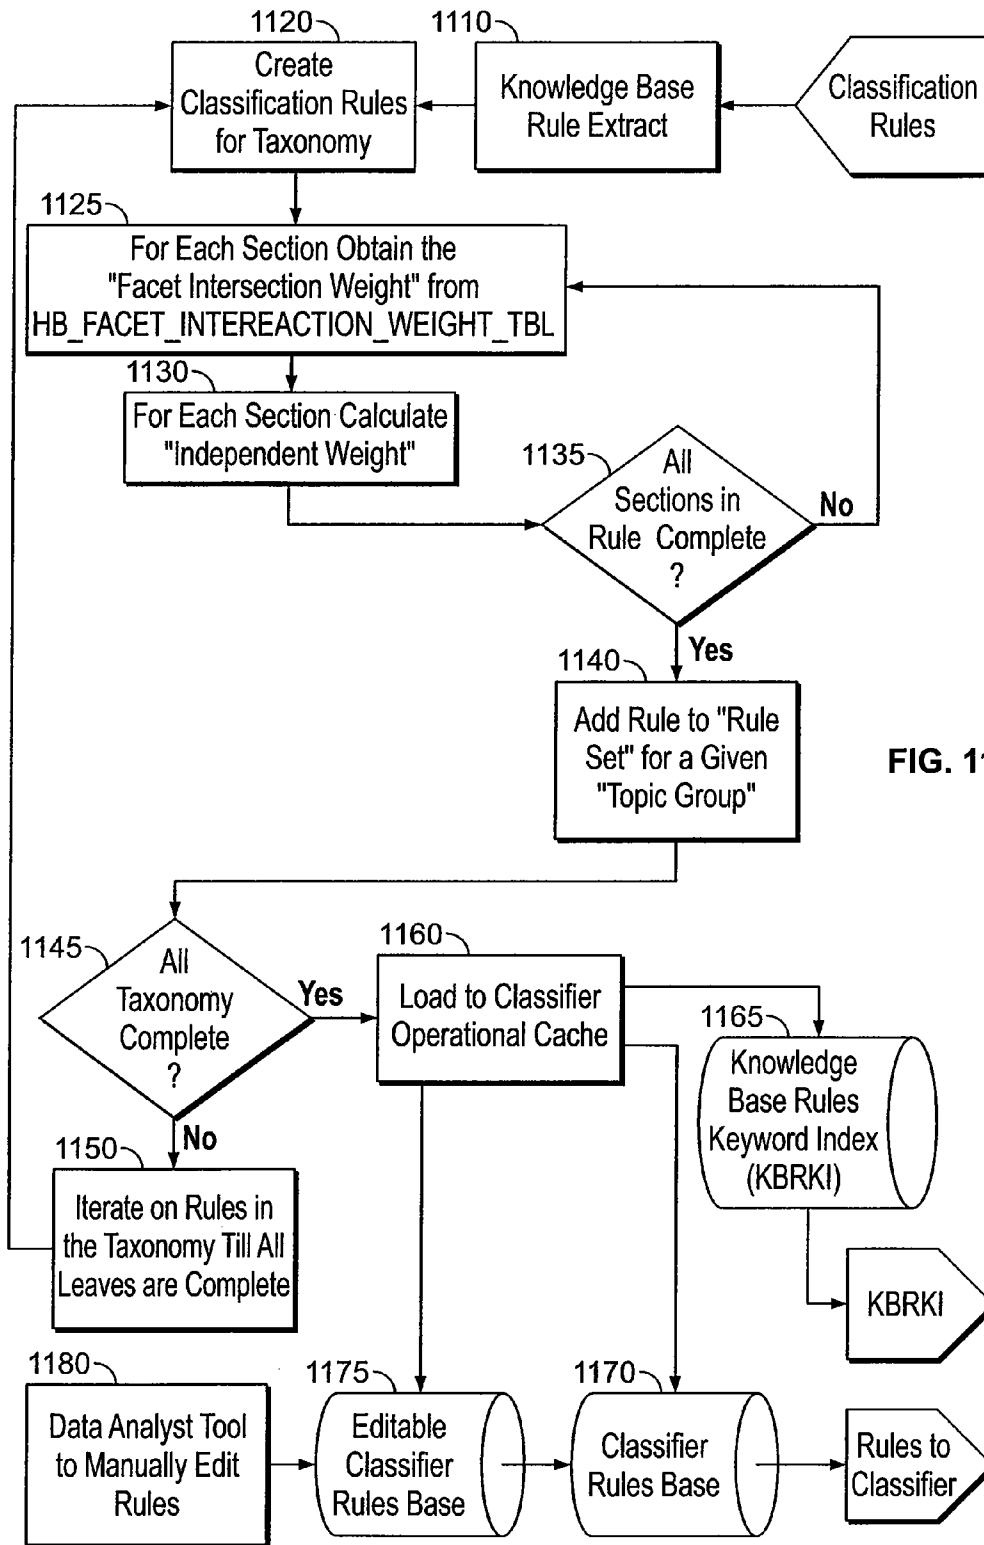 1120
Create
Classification Rules
for Taxonomy
1110
Knowledge Base
Rule Extract
Classification
Rules
1125
For Each Section Obtain the
"Facet Intersection Weight" from
HB_FACET_INTEREACTION_WEIGHT_TBL
1130
For Each Section Calculate
"Independent Weight"
1135
All
Sections in
Rule Complete
?
No
Yes
1140
Add Rule to "Rule
Set" for a Given
"Topic Group"
FIG. 11
1145
All
Taxonomy
Complete
?
Yes
No
1160
Load to Classifier
Operational Cache
1165
Knowledge
Base Rules
Keyword Index
(KBRKI)
1150
Iterate on Rules in
the Taxonomy Till All
Leaves are Complete
KBRKI
1180
Data Analyst Tool
to Manually Edit
Rules
1175
Editable
Classifier
Rules Base
1170
Classifier
Rules Base
Rules to
Classifier